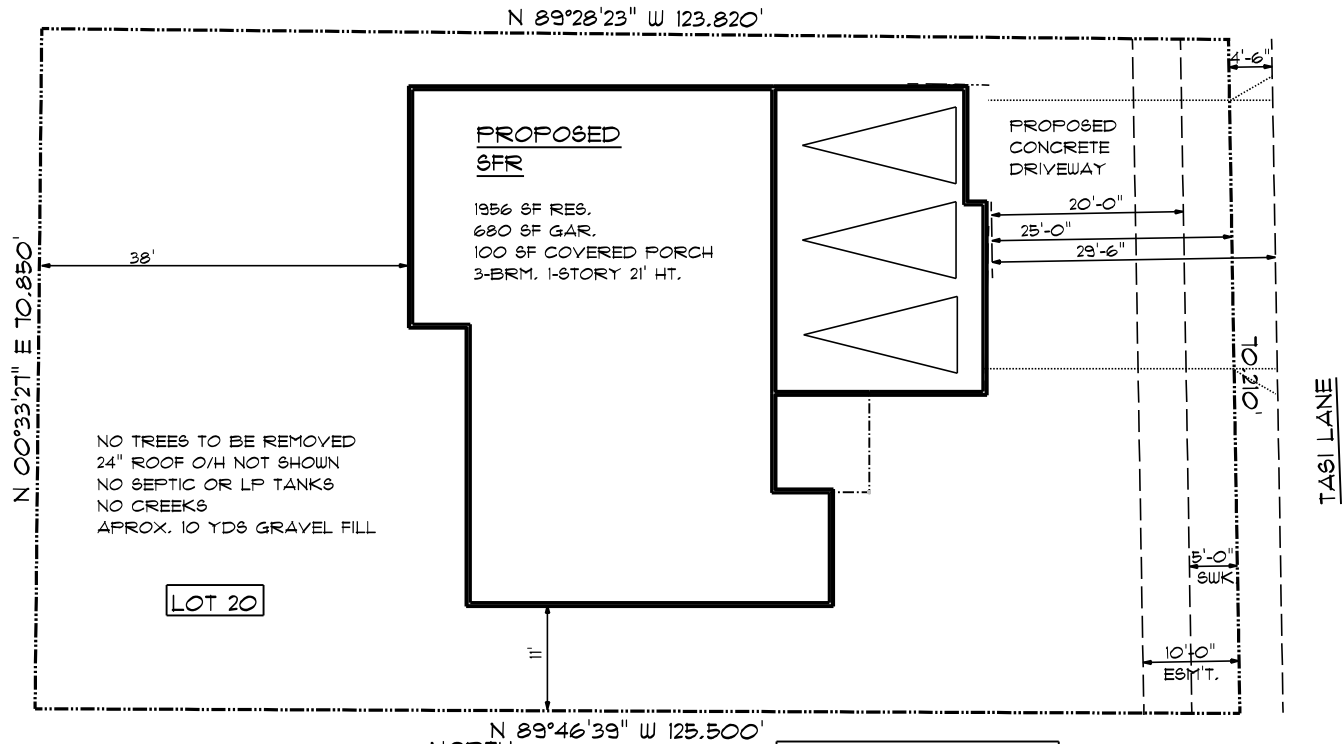 N 89°28'23" W 123.820'
4'-6"
PROPOSED
SFR
1956 SF RES.
680 SF GAR.
100 SF COVERED PORCH
3-BRM. 1-STORY 21' HT.
PROPOSED
CONCRETE
DRIVEWAY
20'-0"
25'-0"
29'-6"
38'
N 00°33'27" E 70.850'
70.210'
TASI LANE
NO TREES TO BE REMOVED
24" ROOF O/H NOT SHOWN
NO SEPTIC OR LP TANKS
NO CREEKS
APROX. 10 YDS GRAVEL FILL
LOT 20
5'-0"
SWK
11'
10'-0"
ESM'T.
N 89°46'39" W 125.500'
NORTH